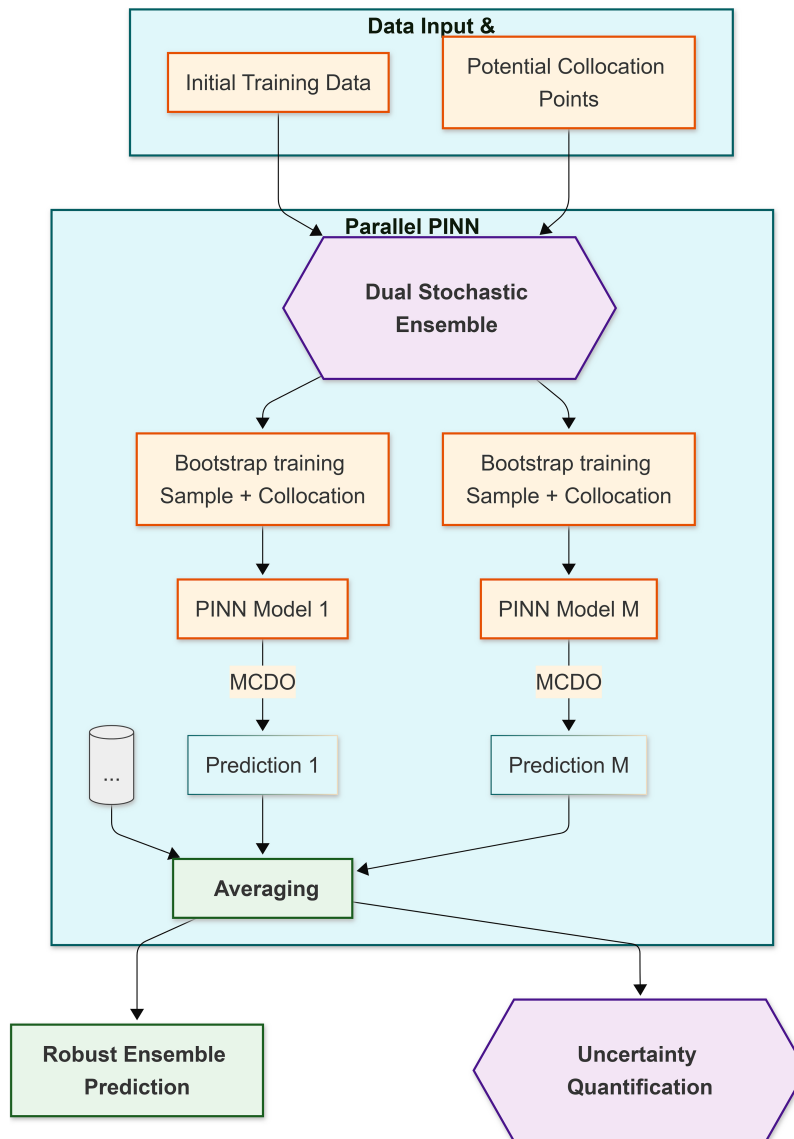 Data Input &
Initial Training Data
Potential Collocation
Points
Parallel PINN
Dual Stochastic
Ensemble
Bootstrap training
Sample + Collocation
Bootstrap training
Sample + Collocation
PINN Model 1
PINN Model M
MCDO
MCDO
...
Prediction 1
Prediction M
Averaging
Robust Ensemble
Prediction
Uncertainty
Quantification